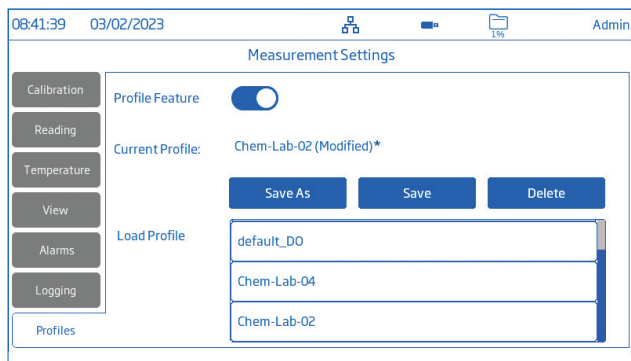 08:41:39 03/02/2023 1% Admin
Measurement Settings
Calibration
Profile Feature
Reading
Current Profile: Chem-Lab-02 (Modified)*
Temperature
Save As Save Delete
View
Load Profile
default_DO
Alarms
Chem-Lab-04
Logging
Chem-Lab-02
Profiles